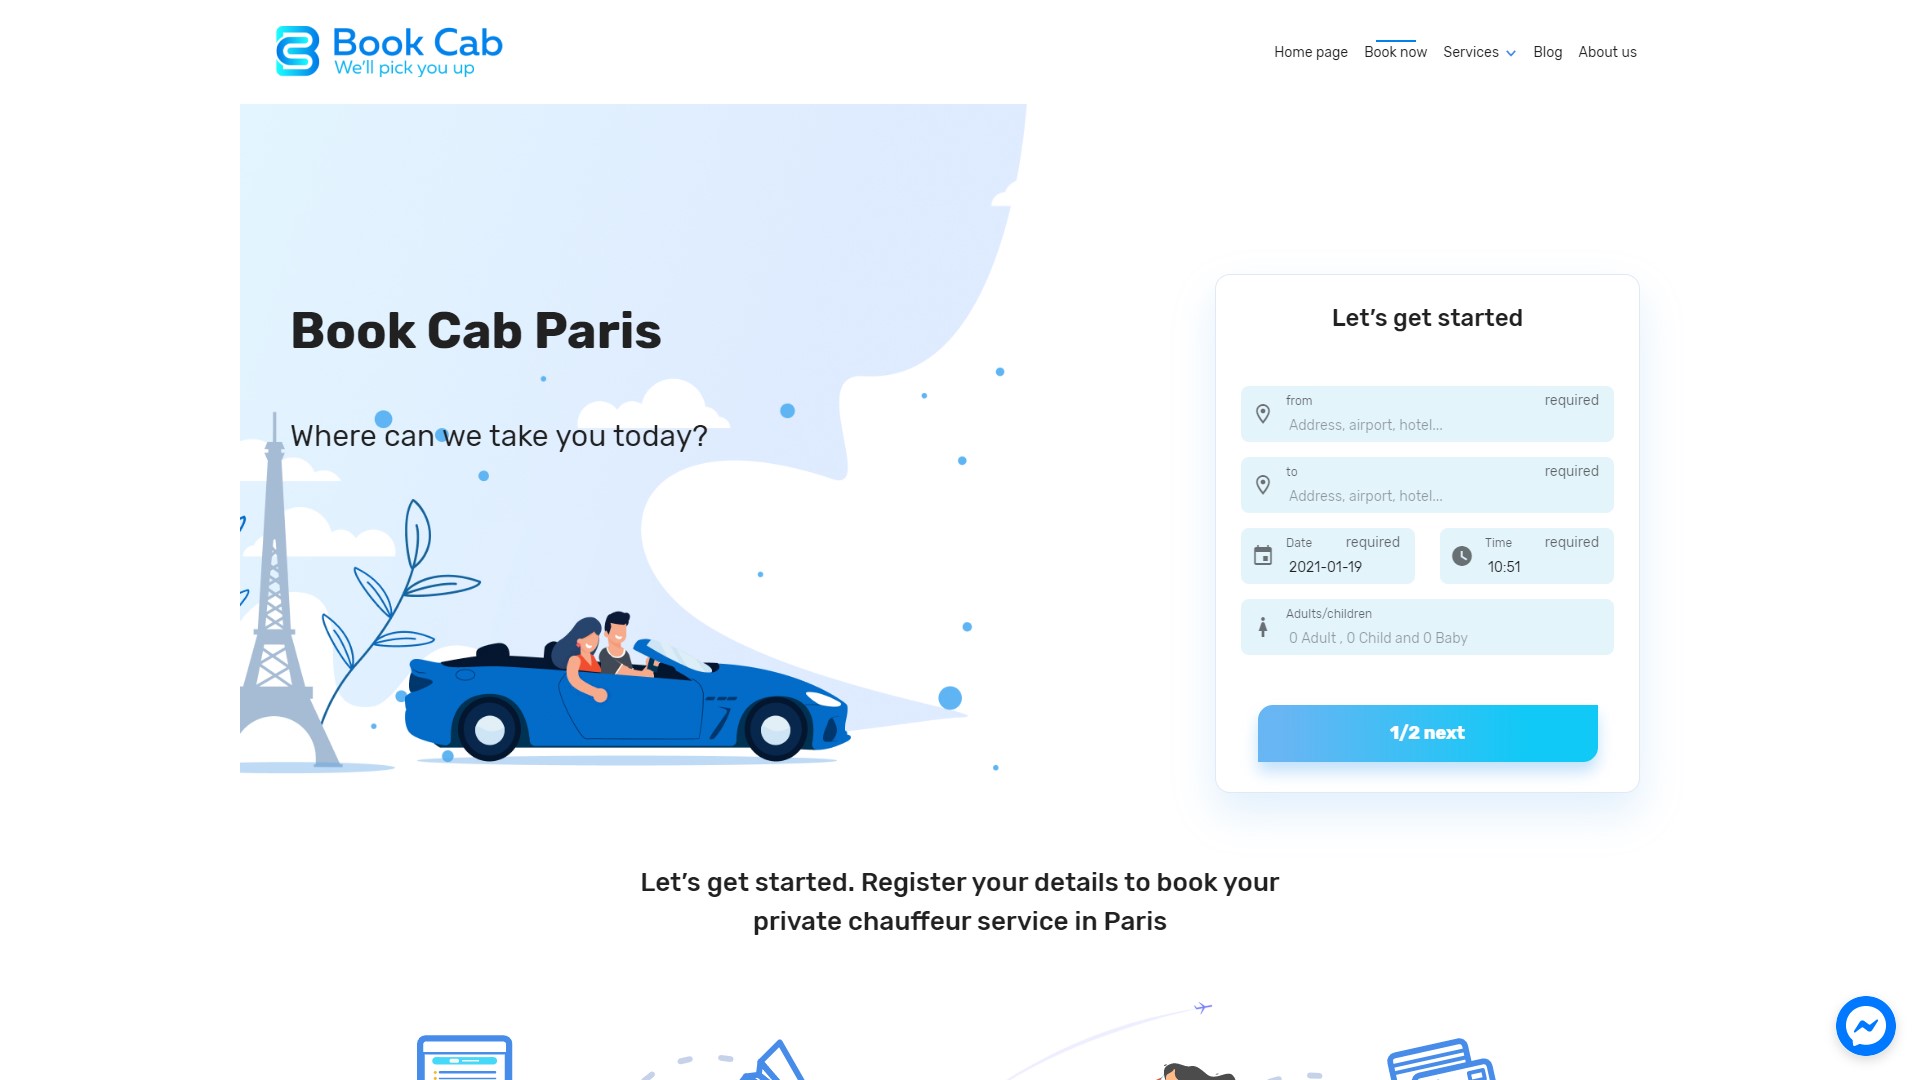 Book Cab
We'll pick you up
Home page
Book now
Services
Blog
About us
Book Cab Paris
Where can we take you today?
Let's get started
from
required
Address, airport, hotel...
to
required
Address, airport, hotel...
Date
required
2021-01-19
Time
required
10:51
Adults/children
0 Adult , 0 Child and 0 Baby
1/2 next
Let's get started. Register your details to book your
private chauffeur service in Paris